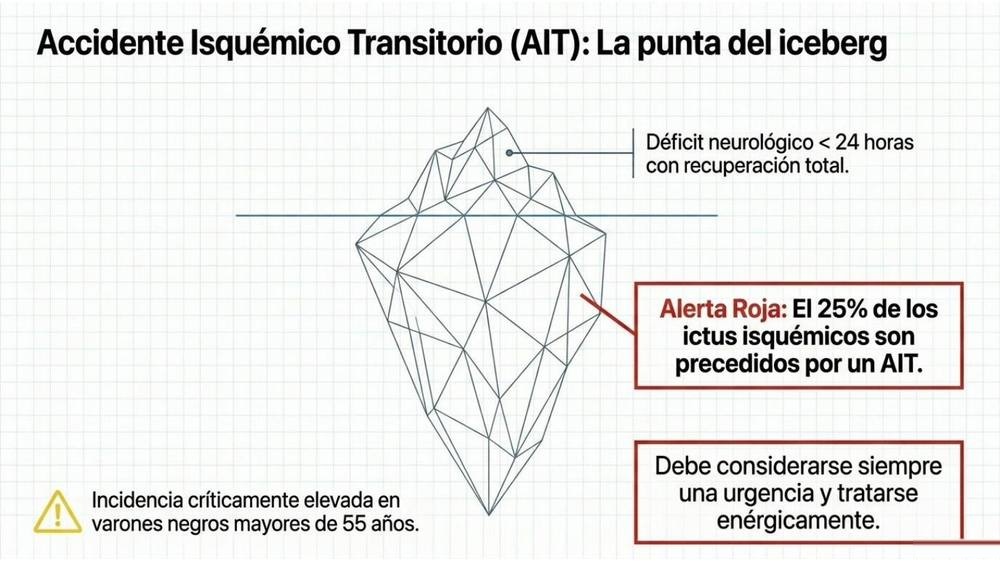 Accidente Isquémico Transitorio (AIT): La punta del iceberg
Déficit neurológico < 24 horas
con recuperación total.
Alerta Roja: El 25% de los
ictus isquémicos son
precedidos por un AIT.
Debe considerarse siempre
una urgencia y tratarse
enérgicamente.
Incidencia críticamente elevada en
varones negros mayores de 55 años.